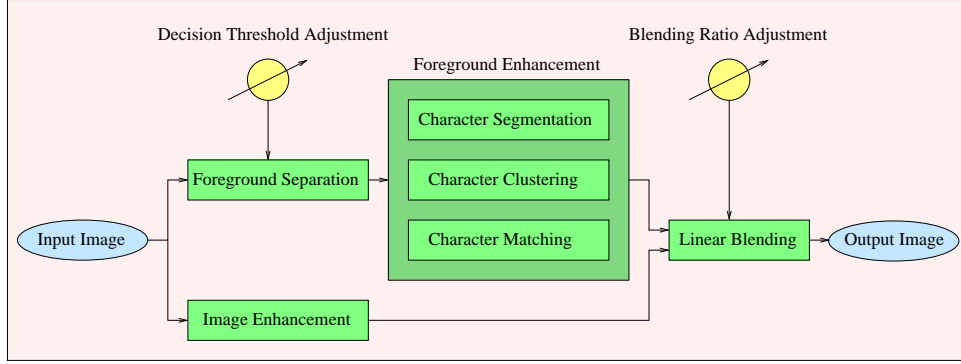 Decision Threshold Adjustment
Blending Ratio Adjustment
Foreground Enhancement
Character Segmentation
Foreground Separation
Character Clustering
Input Image
Character Matching
Linear Blending
Output Image
Image Enhancement